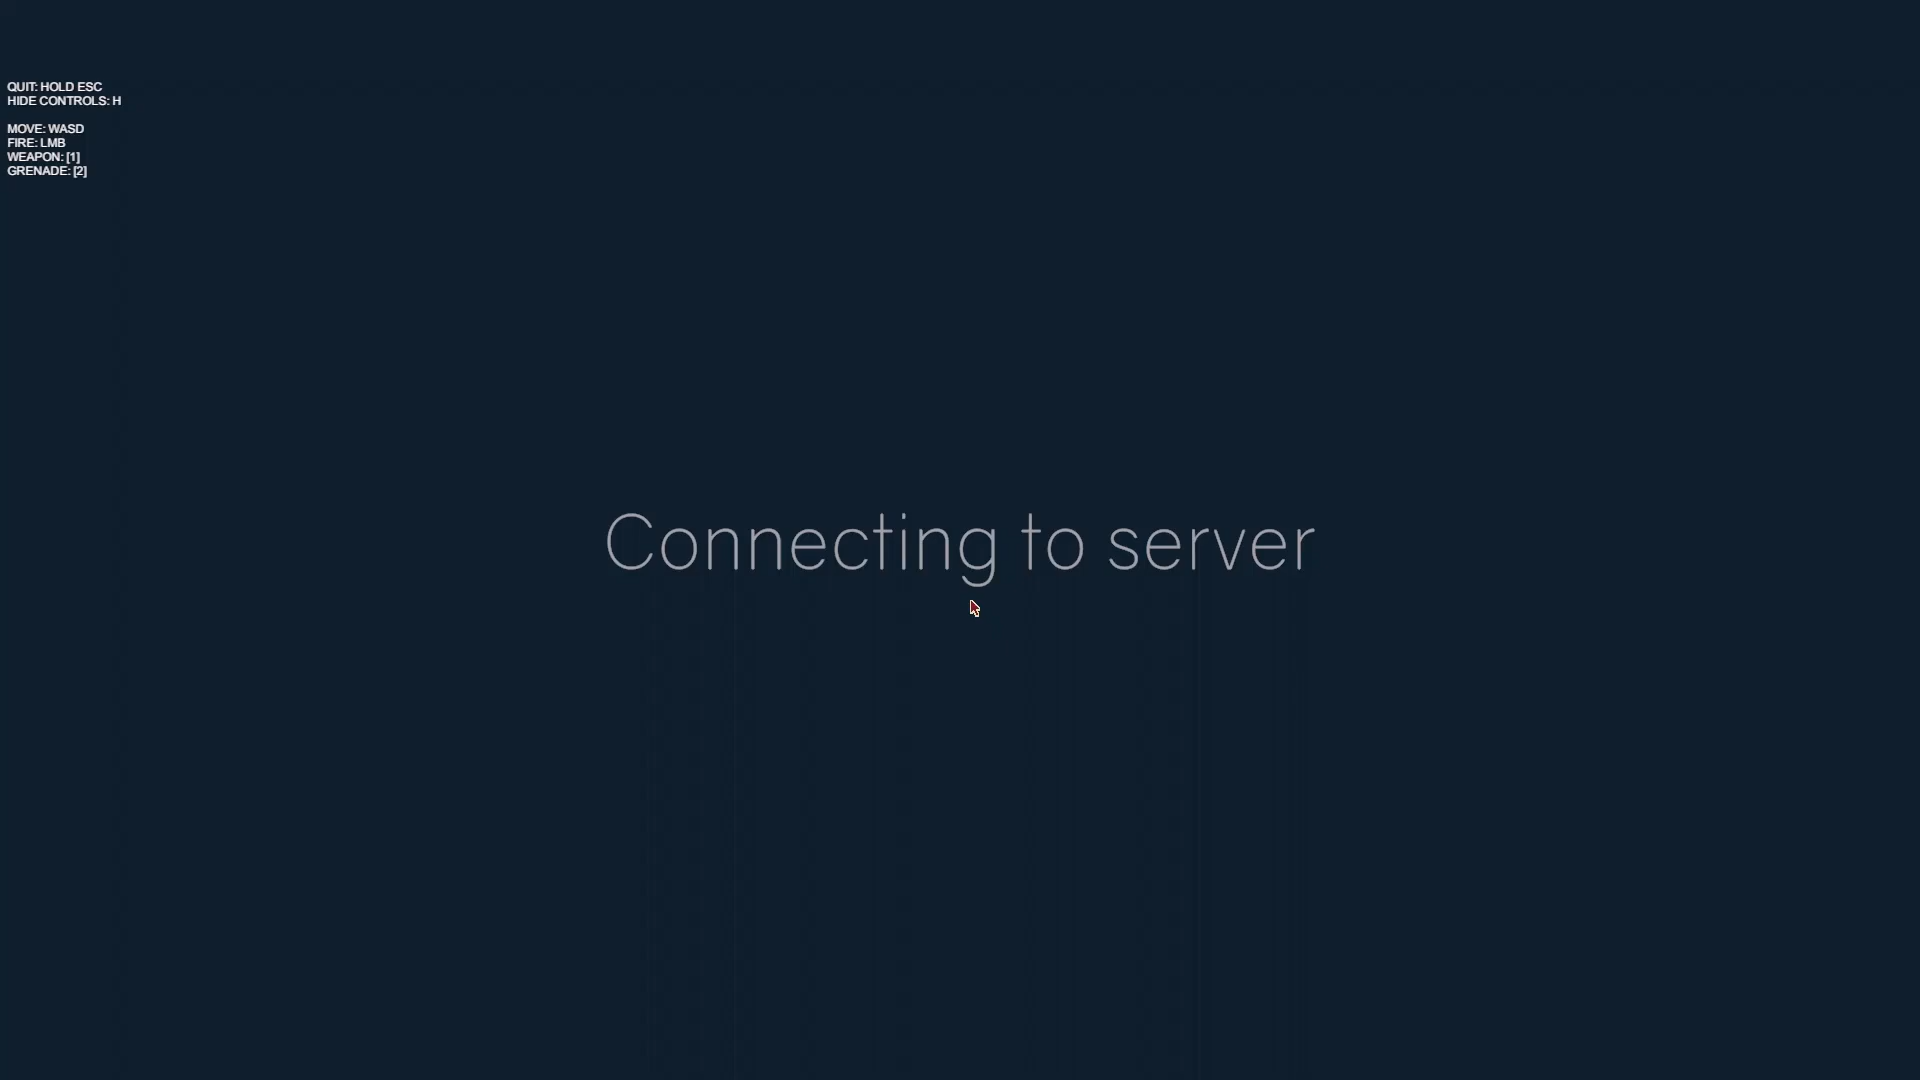 QUIT: HOLD ESC
HIDE CONTROLS: H
MOVE: WASD
FIRE: LMB
WEAPON: [1]
GRENADE: [2]
Connecting to server